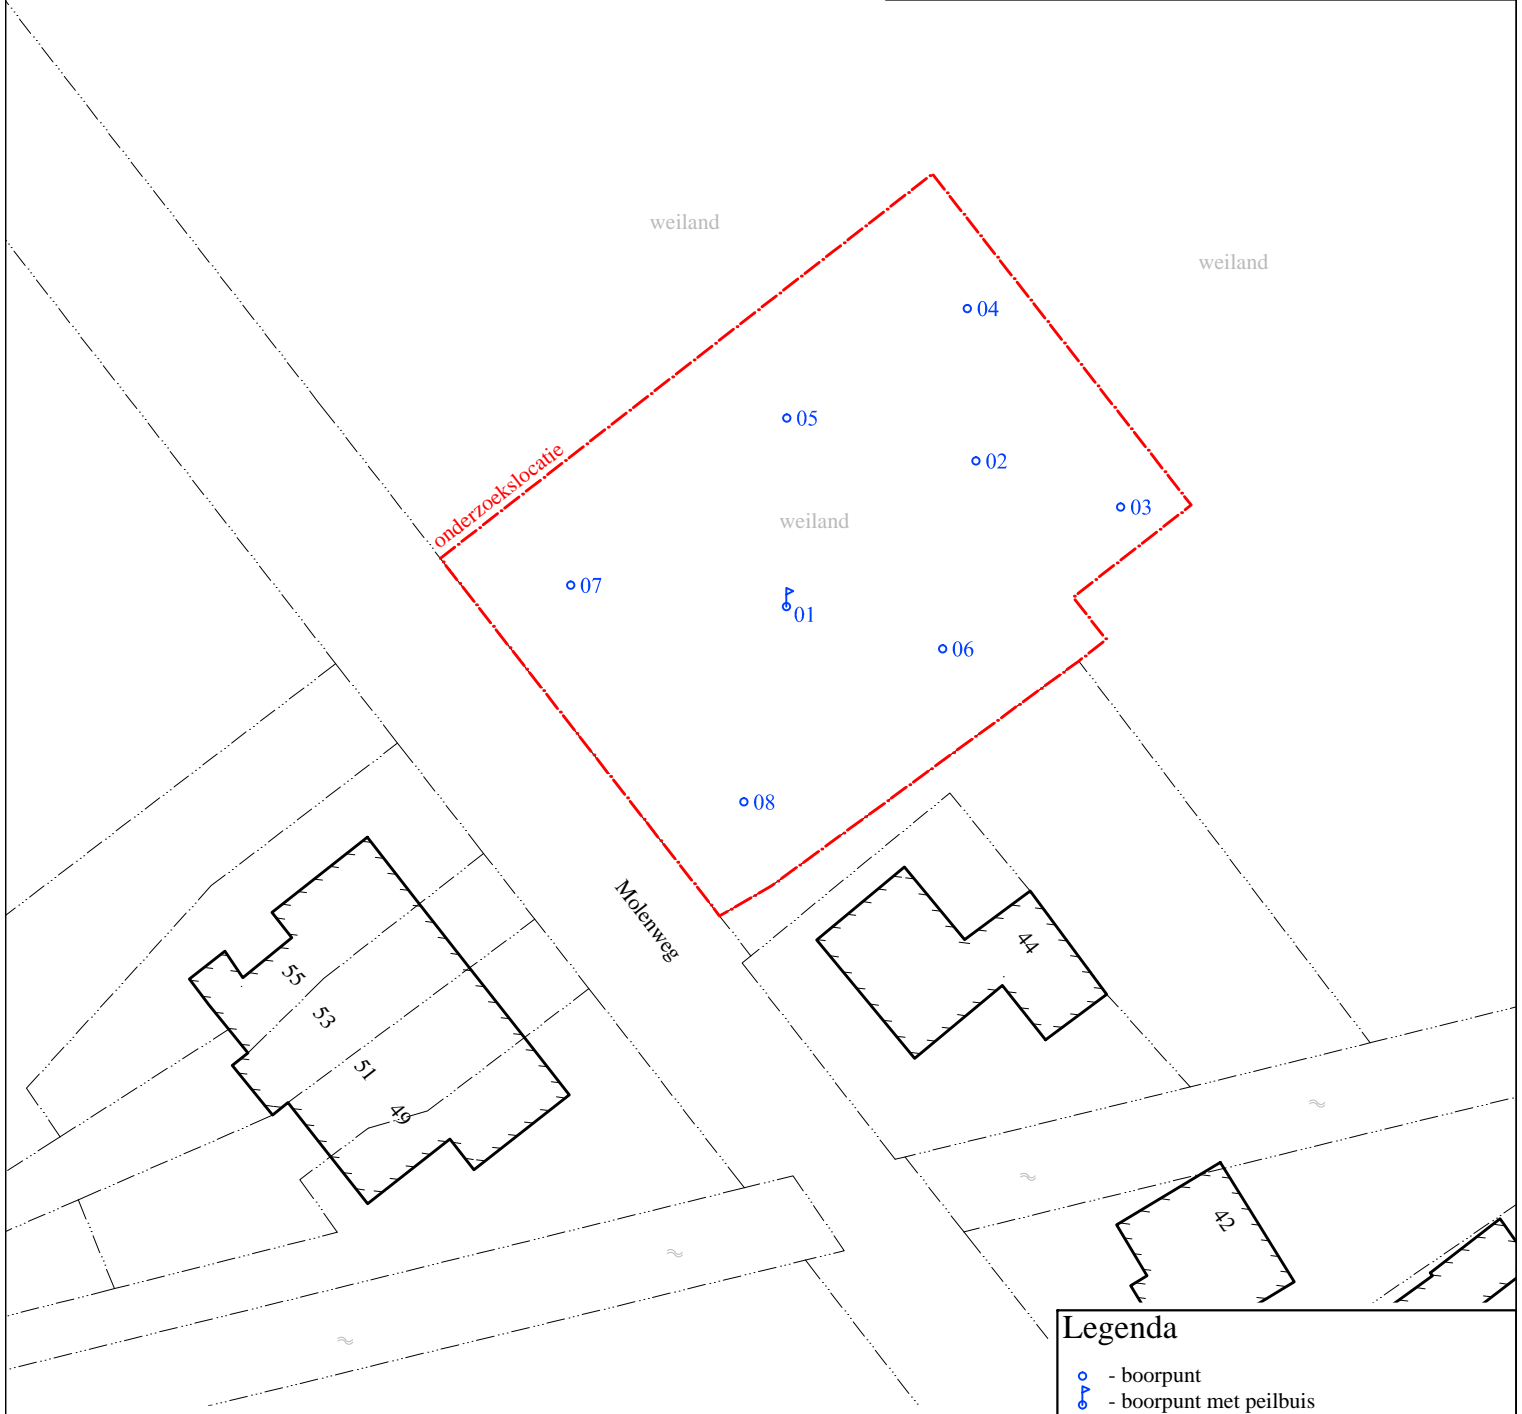 weiland
weiland
04
05
onderzoekslocatie
02
03
weiland
07
01
06
08
Molenweg
44
55
53
51
49
42
Legenda
- boorpunt
- boorpunt met peilbuis